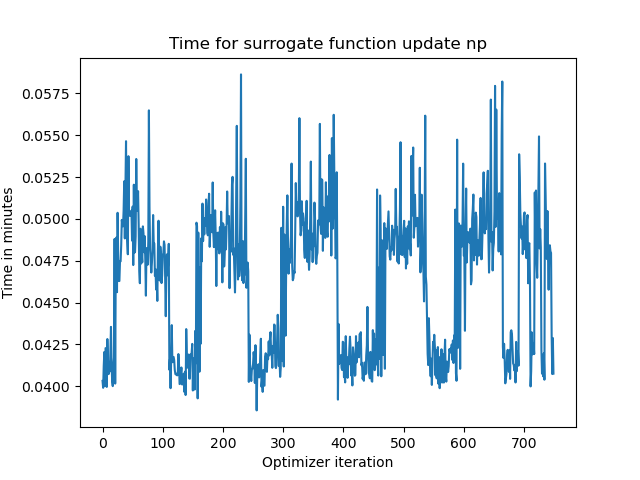 Time for surrogate function update np
Time in minutes
0.0575
0.0550
0.0525
0.0500
0.0475
0.0450
0.0425
0.0400
0 100 200 300 400 500 600 700
Optimizer iteration